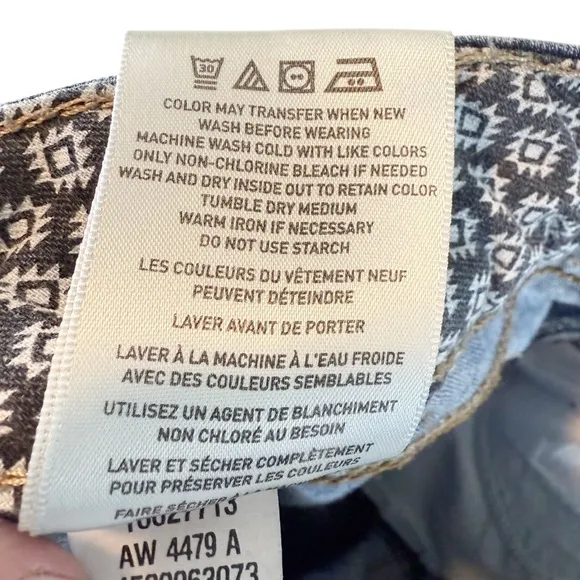 30
COLOR MAY TRANSFER WHEN NEW
WASH BEFORE WEARING
MACHINE WASH COLD WITH LIKE COLORS
ONLY NON-CHLORINE BLEACH IF NEEDED
WASH AND DRY INSIDE OUT TO RETAIN COLOR
TUMBLE DRY MEDIUM
WARM IRON IF NECESSARY
DO NOT USE STARCH
LES COULEURS DU VÊTEMENT NEUF
PEUVENT DÉTEINDRE
LAVER AVANT DE PORTER
LAVER À LA MACHINE À L'EAU FROIDE
AVEC DES COULEURS SEMBLABLES
UTILISEZ UN AGENT DE BLANCHIMENT
NON CHLORÉ AU BESOIN
LAVER ET SÉCHER COMPLÈTEMENT
POUR PRÉSERVER LES COULEURS
FAIRE SÉCHER
AW 4479 A